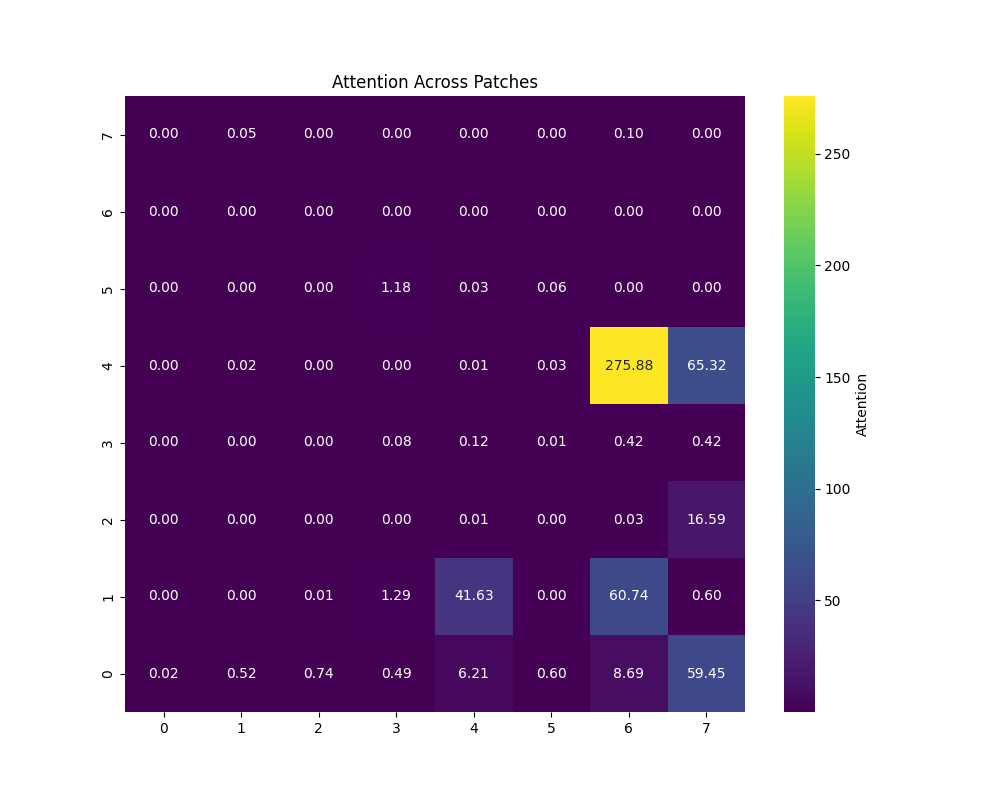 Attention Across Patches
7 0.00 0.05 0.00 0.00 0.00 0.00 0.10 0.00
6 0.00 0.00 0.00 0.00 0.00 0.00 0.00 0.00
5 0.00 0.00 0.00 1.18 0.03 0.06 0.00 0.00
4 0.00 0.02 0.00 0.00 0.01 0.03 275.88 65.32
3 0.00 0.00 0.00 0.08 0.12 0.01 0.42 0.42
2 0.00 0.00 0.00 0.00 0.01 0.00 0.03 16.59
1 0.00 0.00 0.01 1.29 41.63 0.00 60.74 0.60
0 0.02 0.52 0.74 0.49 6.21 0.60 8.69 59.45
0 1 2 3 4 5 6 7
250
200
150
100
50
Attention